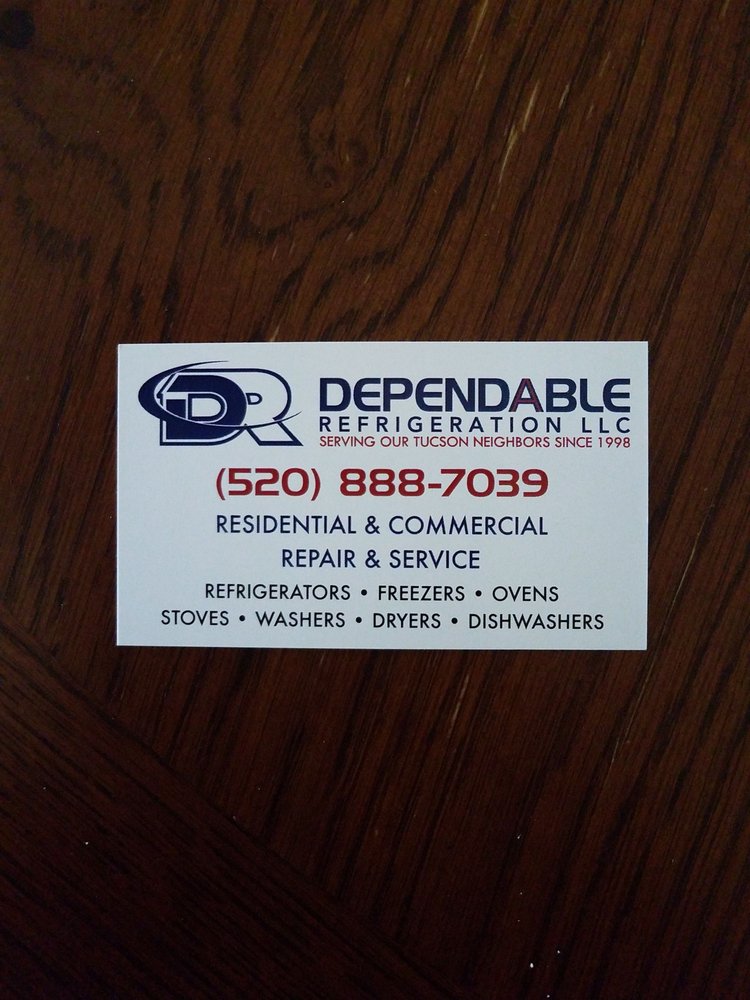 DR
DEPENDABLE
REFRIGERATION LLC
SERVING OUR TUCSON NEIGHBORS SINCE 1998
(520) 888-7039
RESIDENTIAL & COMMERCIAL
REPAIR & SERVICE
REFRIGERATORS • FREEZERS • OVENS
STOVES • WASHERS • DRYERS • DISHWASHERS